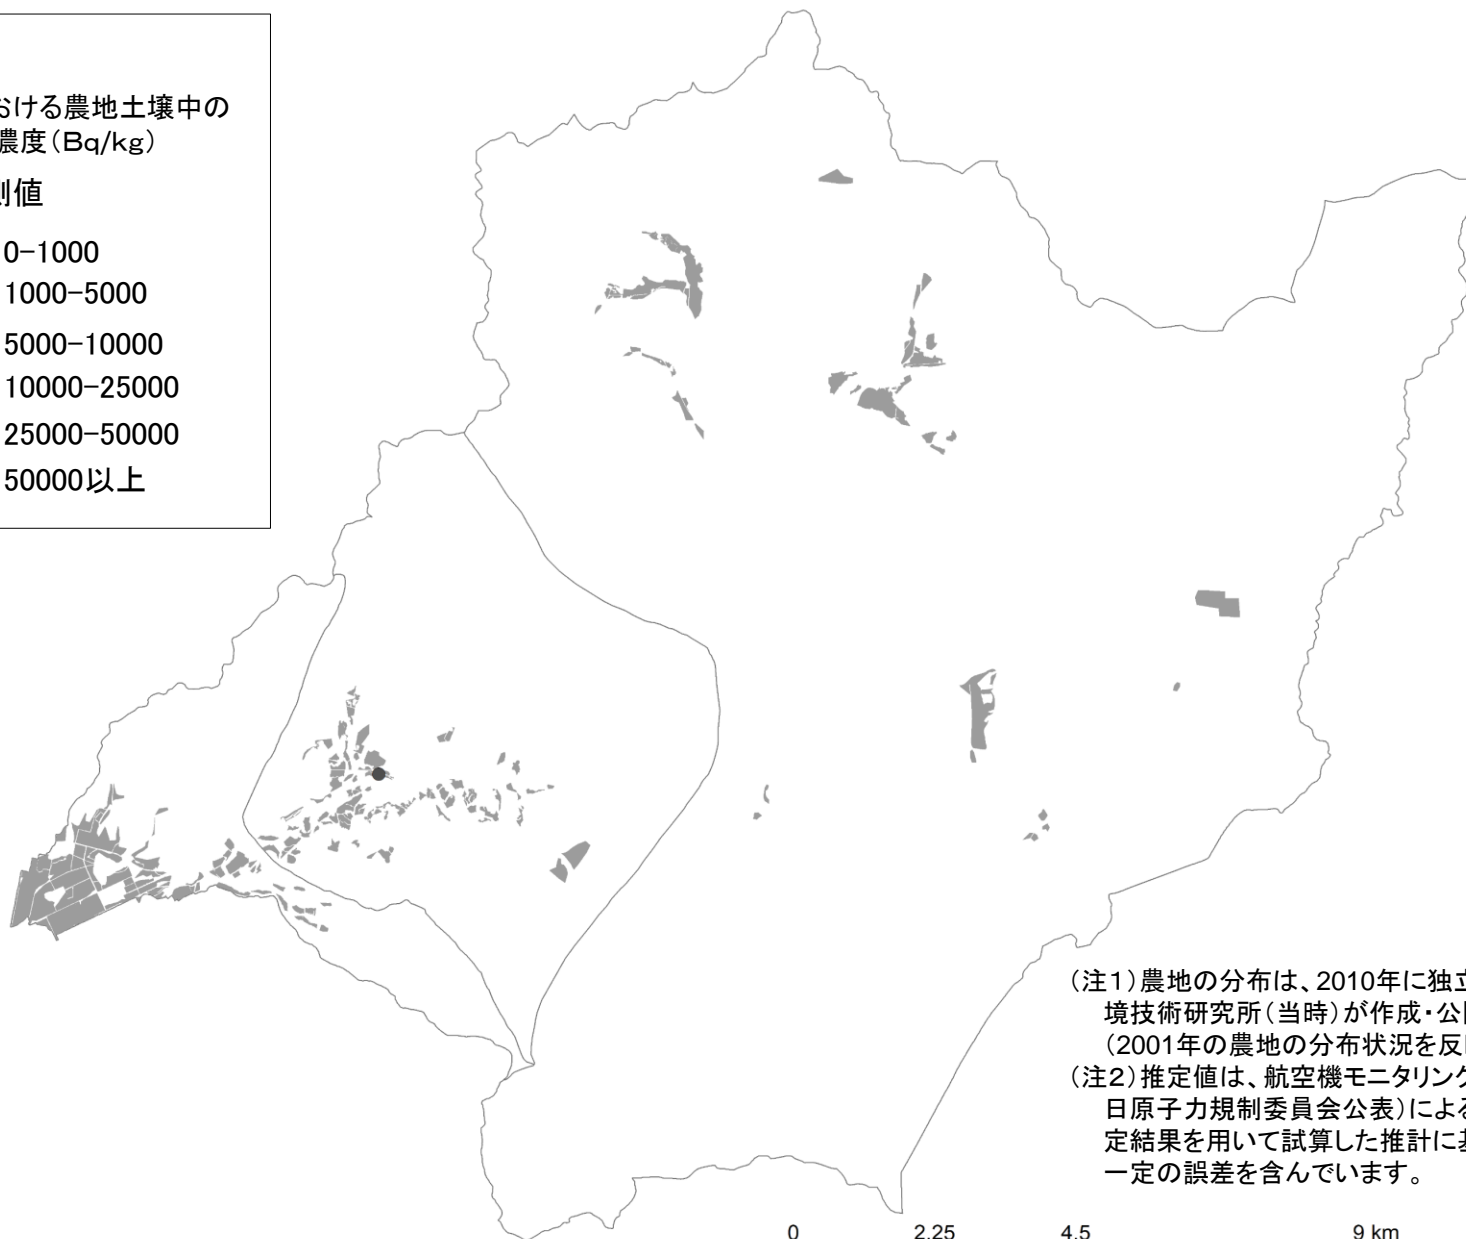 おける農地土壌中の
濃度(Bq/kg)
測値
0-1000
1000-5000
5000-10000
10000-25000
25000-50000
50000以上
(注1)農地の分布は、2010年に独立
境技術研究所(当時)が作成・公
(2001年の農地の分布状況を反
(注2)推定値は、航空機モニタリング
日原子力規制委員会公表)による
定結果を用いて試算した推計に基
一定の誤差を含んでいます。
0 2.25 4.5 9 km